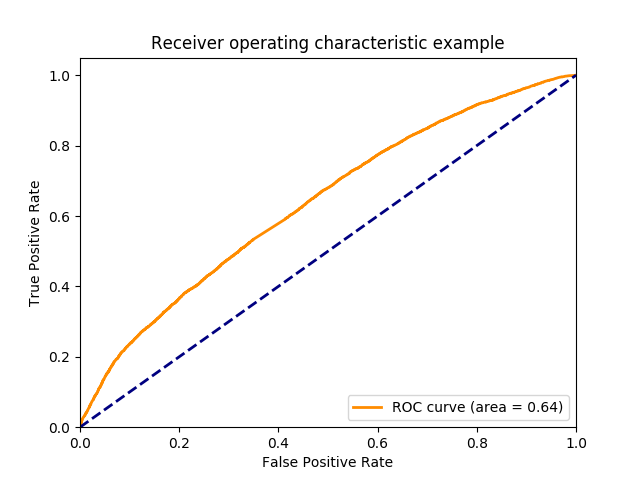 Receiver operating characteristic example
True Positive Rate
1.0
0.8
0.6
0.4
0.2
0.0
ROC curve (area = 0.64)
0.0 0.2 0.4 0.6 0.8 1.0
False Positive Rate